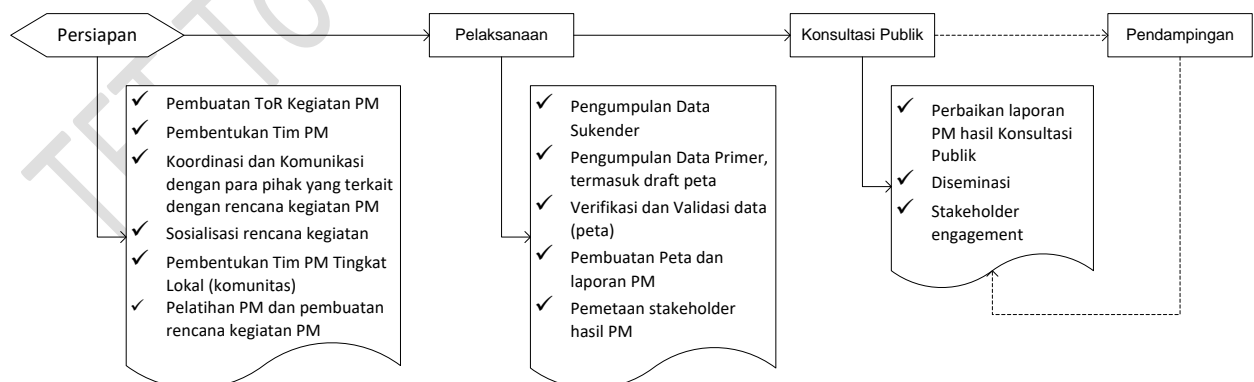 Persiapan
Pelaksanaan
Konsultasi Publik
Pendampingan
✓ Pembuatan ToR Kegiatan PM
✓ Pembentukan Tim PM
✓ Koordinasi dan Komunikasi
dengan para pihak yang terkait
dengan rencana kegiatan PM
✓ Sosialisasi rencana kegiatan
✓ Pembentukan Tim PM Tingkat
Lokal (komunitas)
✓ Pelatihan PM dan pembuatan
rencana kegiatan PM
✓ Pengumpulan Data
Sukender
✓ Pengumpulan Data Primer,
termasuk draft peta
✓ Verifikasi dan Validasi data
(peta)
✓ Pembuatan Peta dan
laporan PM
✓ Pemetaan stakeholder
hasil PM
✓ Perbaikan laporan
PM hasil Konsultasi
Publik
✓ Diseminasi
✓ Stakeholder
engagement